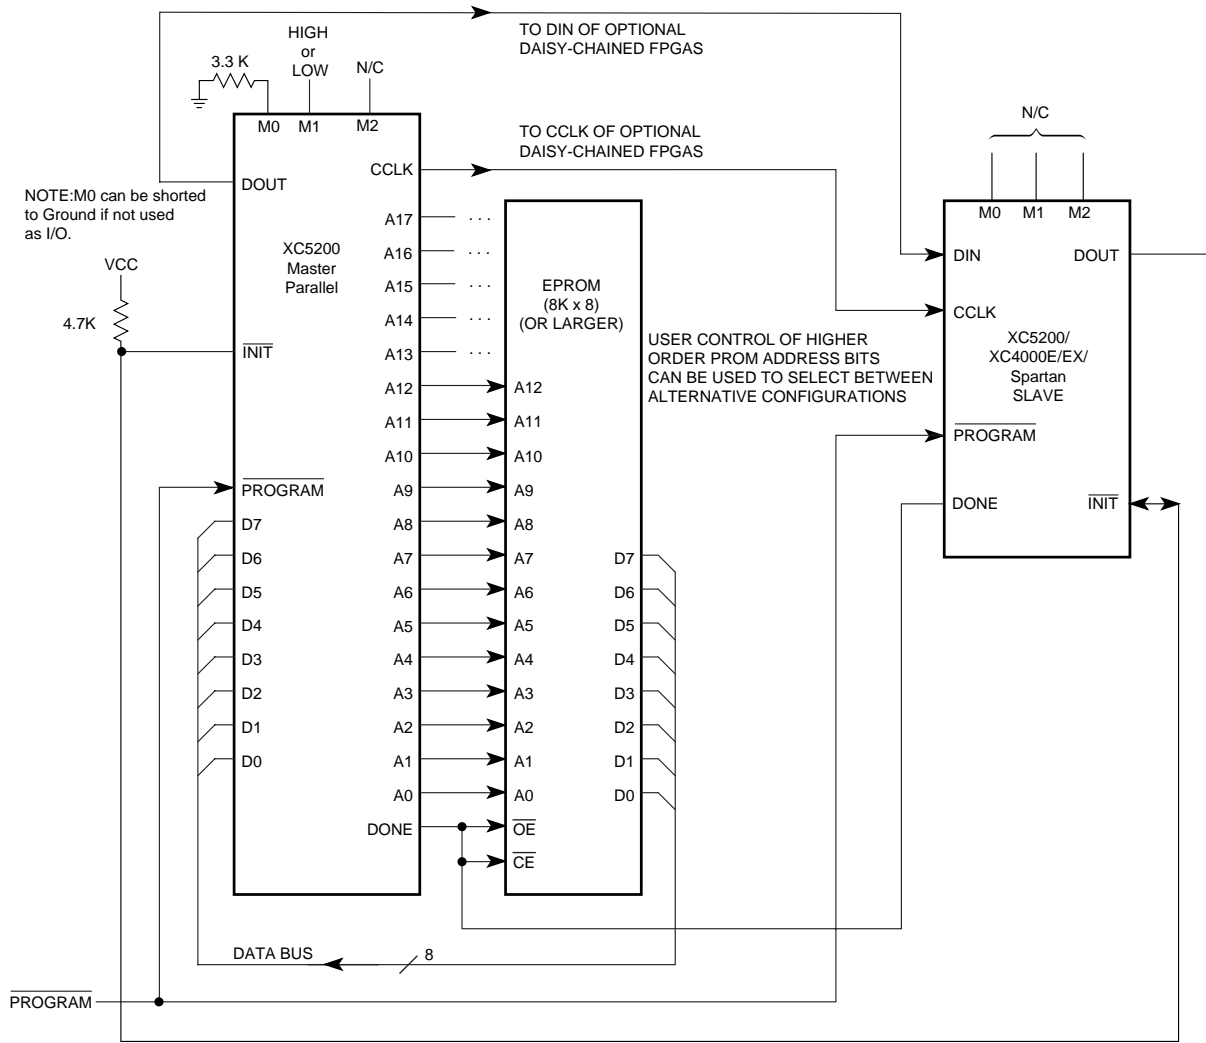 TO DIN OF OPTIONAL
DAISY-CHAINED FPGAS
HIGH
or
LOW
3.3 K
N/C
M0
M1
M2
N/C
TO CCLK OF OPTIONAL
DAISY-CHAINED FPGAS
CCLK
DOUT
NOTE:M0 can be shorted
to Ground if not used
as I/O.
VCC
4.7K
INIT
XC5200
Master
Parallel
A17
...
A16
...
A15
...
A14
...
A13
...
A12
A11
A10
A9
A8
A7
A6
A5
A4
A3
A2
A1
A0
DONE
PROGRAM
D7
D6
D5
D4
D3
D2
D1
D0
EPROM
(8K x 8)
(OR LARGER)
A12
A11
A10
A9
A8
A7
A6
A5
A4
A3
A2
A1
A0
OE
CE
D7
D6
D5
D4
D3
D2
D1
D0
USER CONTROL OF HIGHER
ORDER PROM ADDRESS BITS
CAN BE USED TO SELECT BETWEEN
ALTERNATIVE CONFIGURATIONS
M0
M1
M2
DIN
DOUT
CCLK
XC5200/
XC4000E/EX/
Spartan
SLAVE
PROGRAM
DONE
INIT
DATA BUS
8
PROGRAM